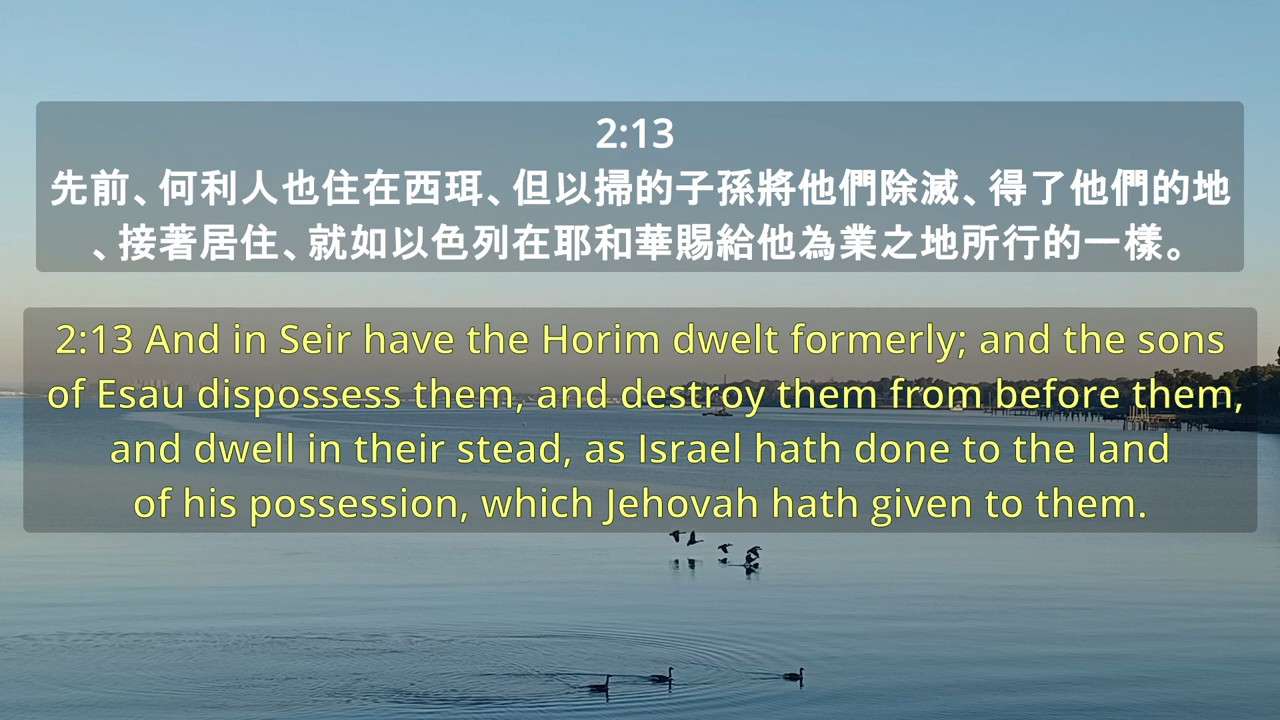 2:13
先前、何利人也住在西珥、但以掃的子孫將他們除滅、得了他們的地
、接著居住、就如以色列在耶和華賜給他為業之地所行的一樣。
2:13 And in Seir have the Horim dwelt formerly; and the sons
of Esau dispossess them, and destroy them from before them,
and dwell in their stead, as Israel hath done to the land
of his possession, which Jehovah hath given to them.